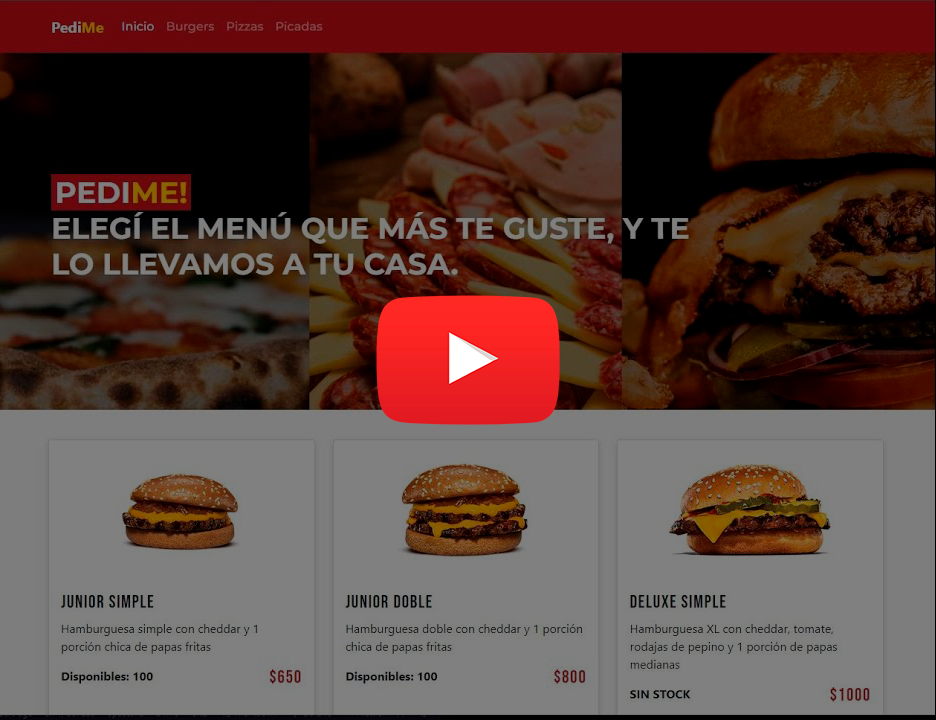 PediMe Inicio Burgers Pizzas Picadas
PEDIME!
ELEGÍ EL MENÚ QUE MÁS TE GUSTE, Y TE
LO LLEVAMOS A TU CASA.
JUNIOR SIMPLE
Hamburguesa simple con cheddar y 1
porción chica de papas fritas
Disponibles: 100 $650
JUNIOR DOBLE
Hamburguesa doble con cheddar y 1 porción
chica de papas fritas
Disponibles: 100 $800
DELUXE SIMPLE
Hamburguesa XL con cheddar, tomate,
rodajas de pepino y 1 porción de papas
medianas
SIN STOCK $1000